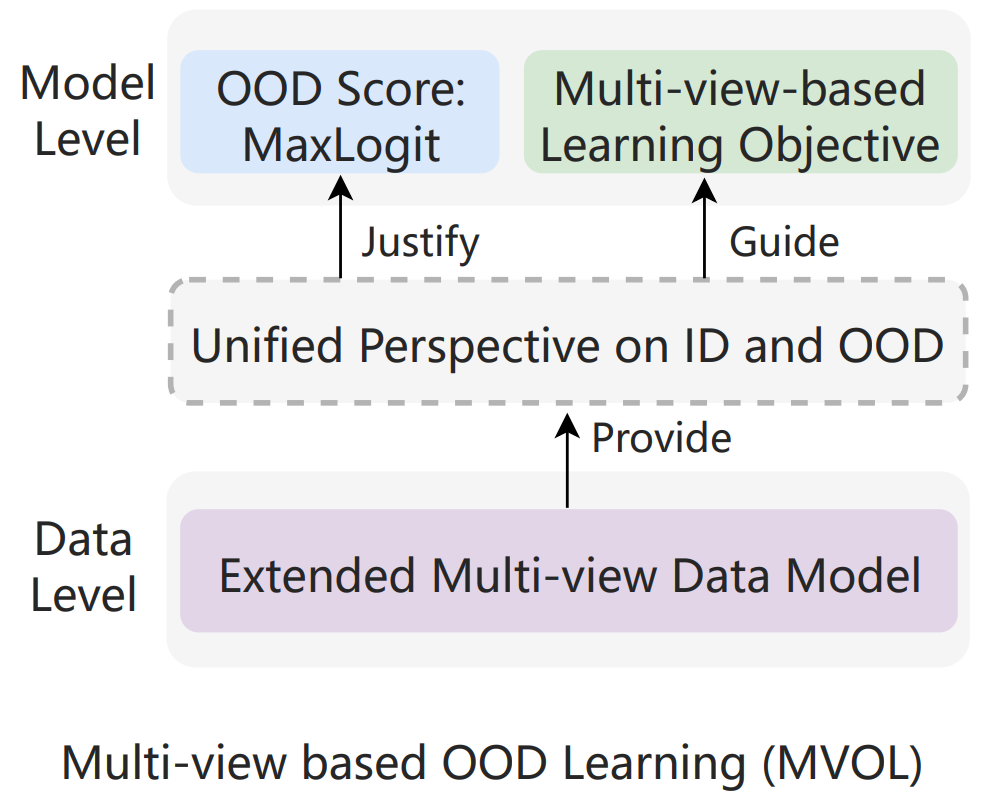 Model
Level
OOD Score:
MaxLogit
Multi-view-based
Learning Objective
Justify
Guide
Unified Perspective on ID and OOD
Provide
Data
Level
Extended Multi-view Data Model
Multi-view based OOD Learning (MVOL)